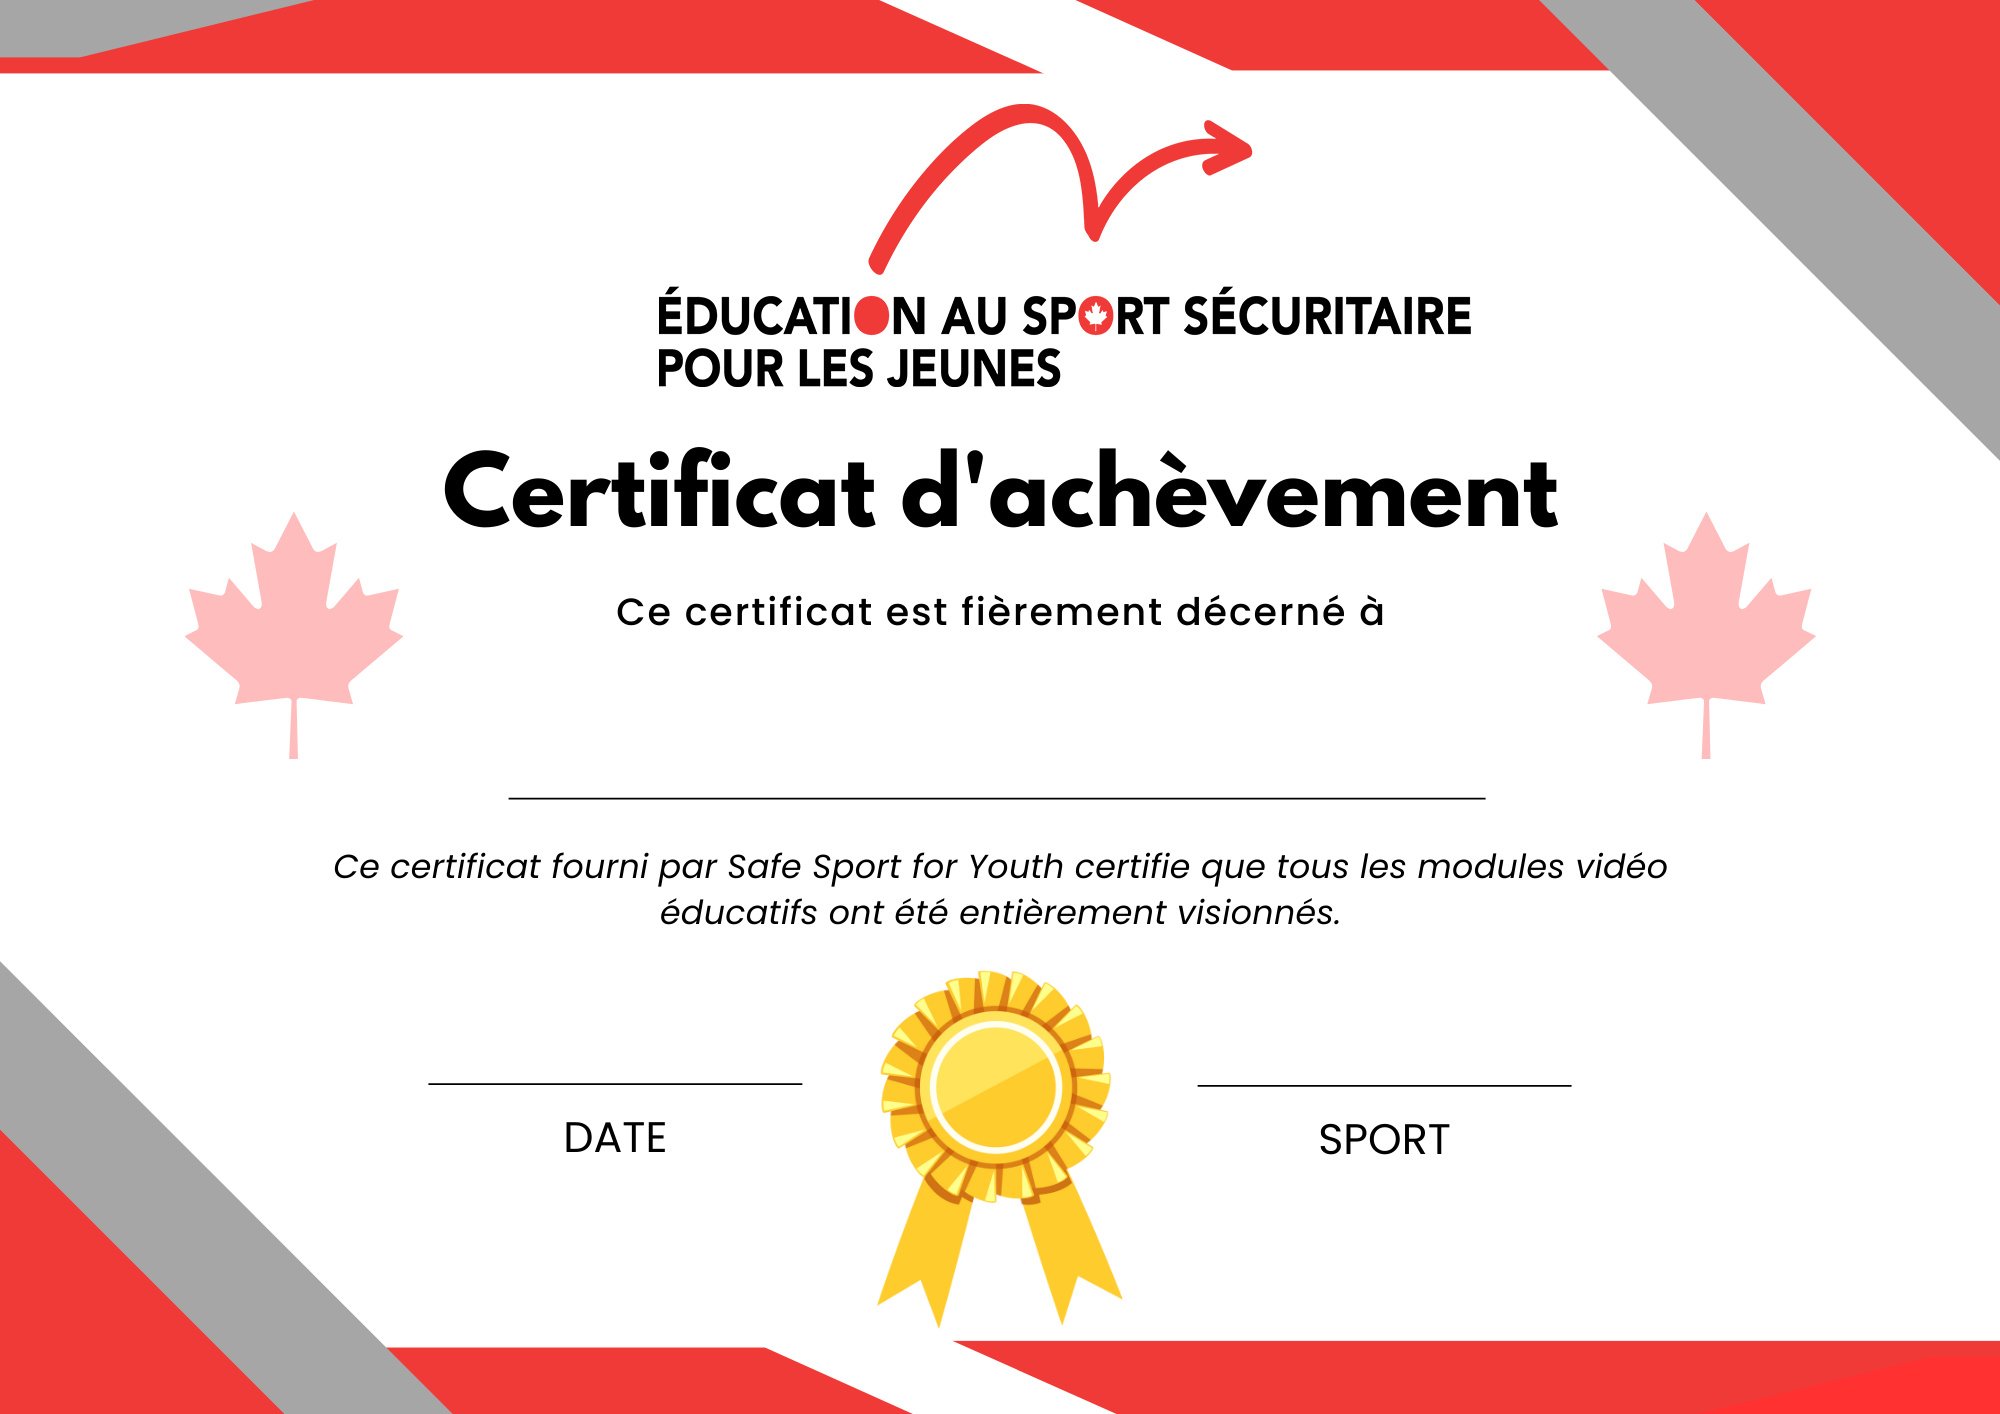 ÉDUCATION AU SPORT SÉCURITAIRE
POUR LES JEUNES
Certificat d'achèvement
Ce certificat est fièrement décerné à
Ce certificat fourni par Safe Sport for Youth certifie que tous les modules vidéo
éducatifs ont été entièrement visionnés.
DATE
SPORT